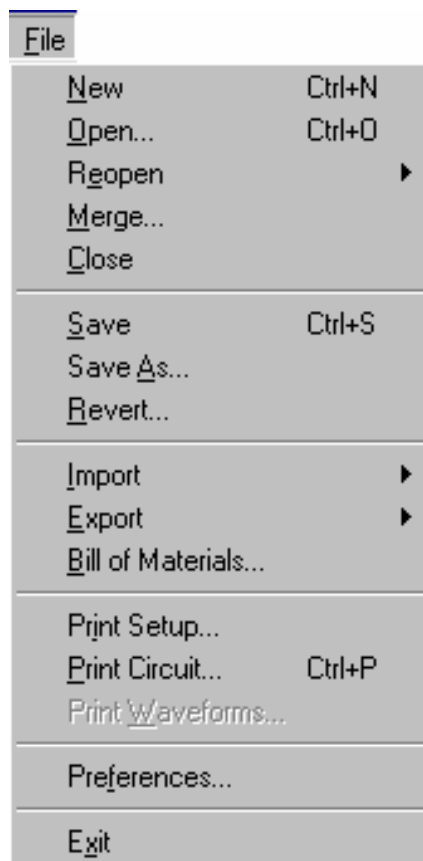 File
New Ctrl+N
Open... Ctrl+O
Reopen
Merge...
Close
Save Ctrl+S
Save As...
Revert...
Import
Export
Bill of Materials...
Print Setup...
Print Circuit... Ctrl+P
Print Waveforms...
Preferences...
Exit